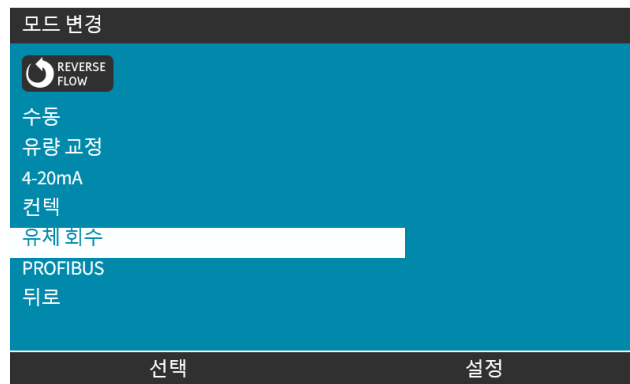 모드 변경
REVERSE
FLOW
수동
유량 교정
4-20mA
컨텍
유체 회수
PROFIBUS
뒤로
선택 설정